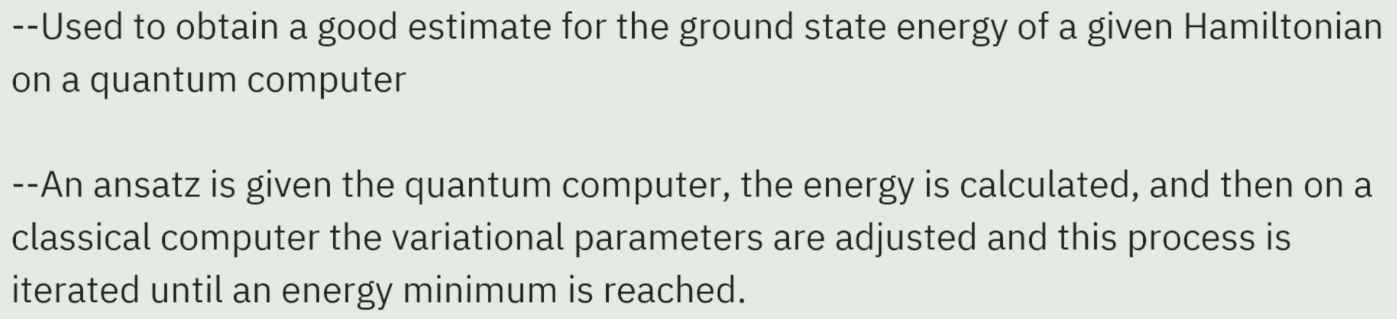 --Used to obtain a good estimate for the ground state energy of a given Hamiltonian
on a quantum computer
--An ansatz is given the quantum computer, the energy is calculated, and then on a
classical computer the variational parameters are adjusted and this process is
iterated until an energy minimum is reached.